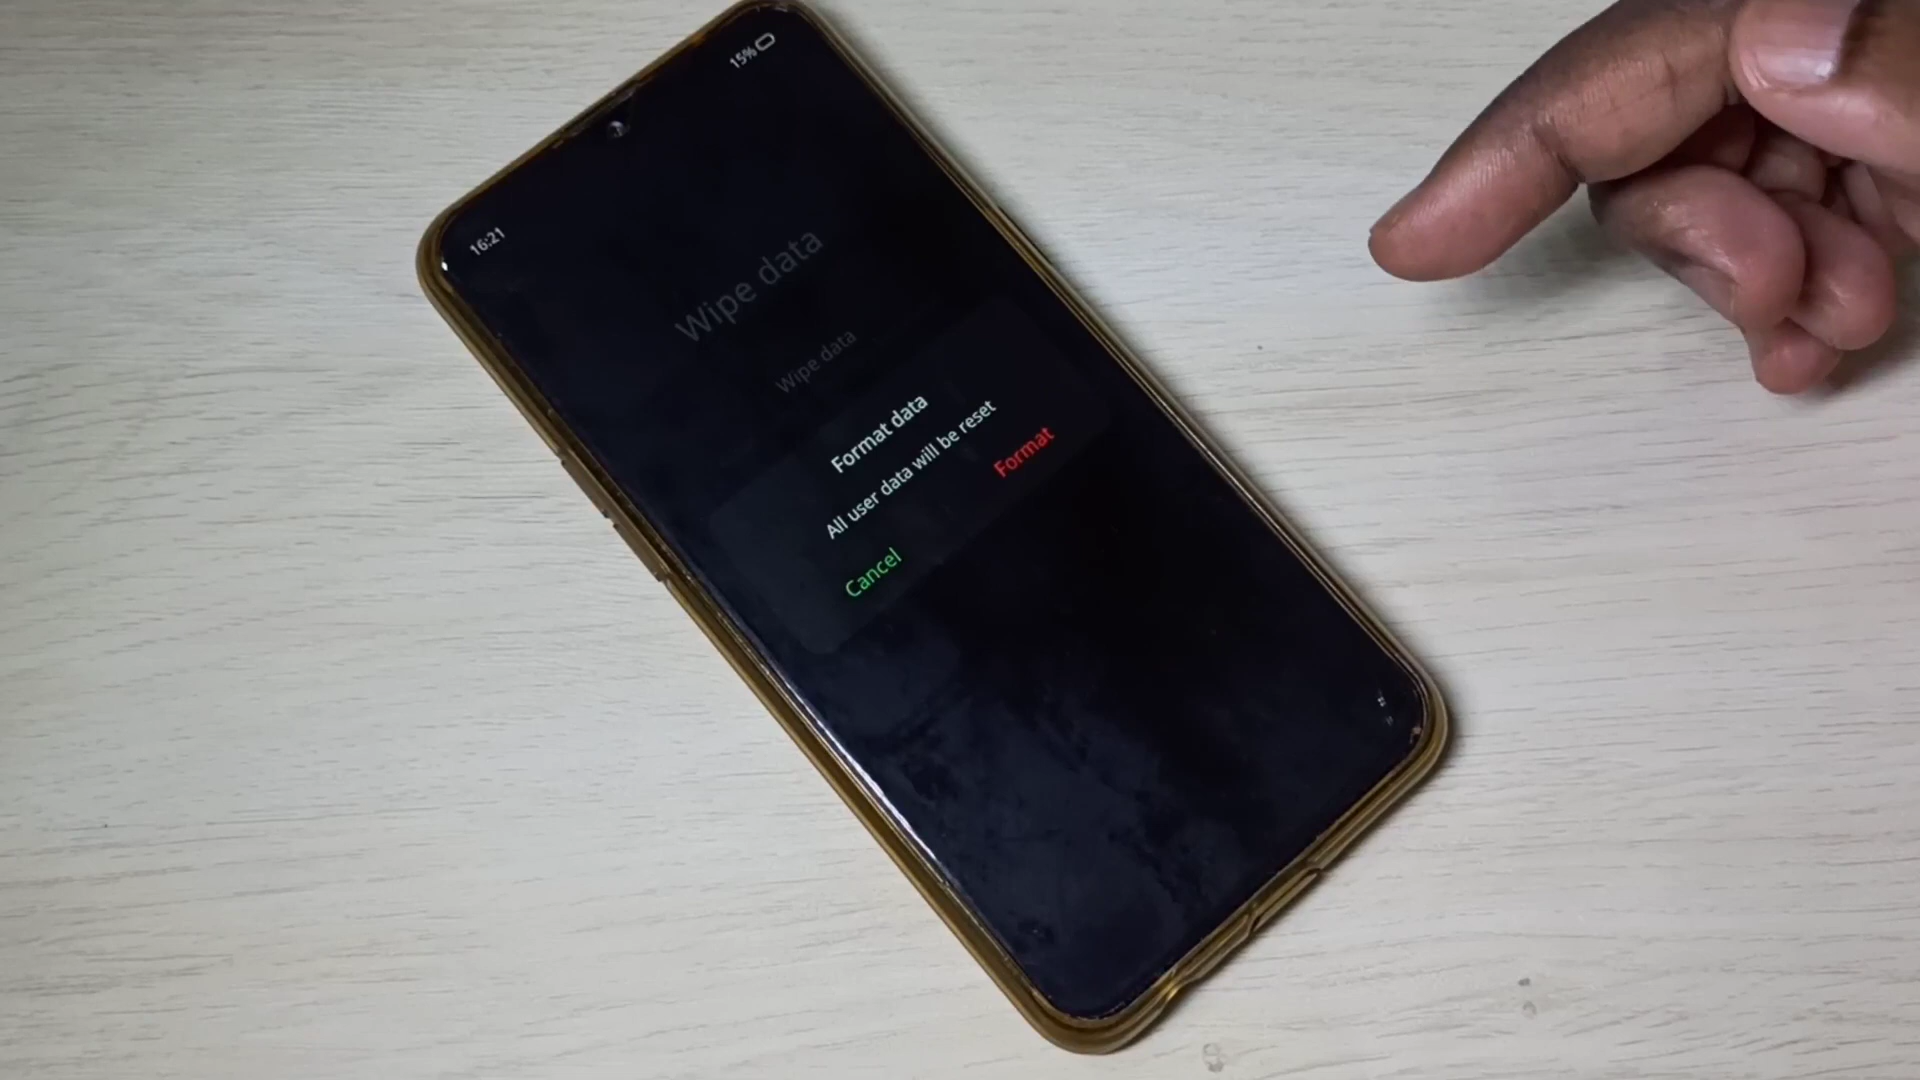 16:21
15%
Wipe data
Wipe data
Format data
All user data will be reset
Cancel
Format